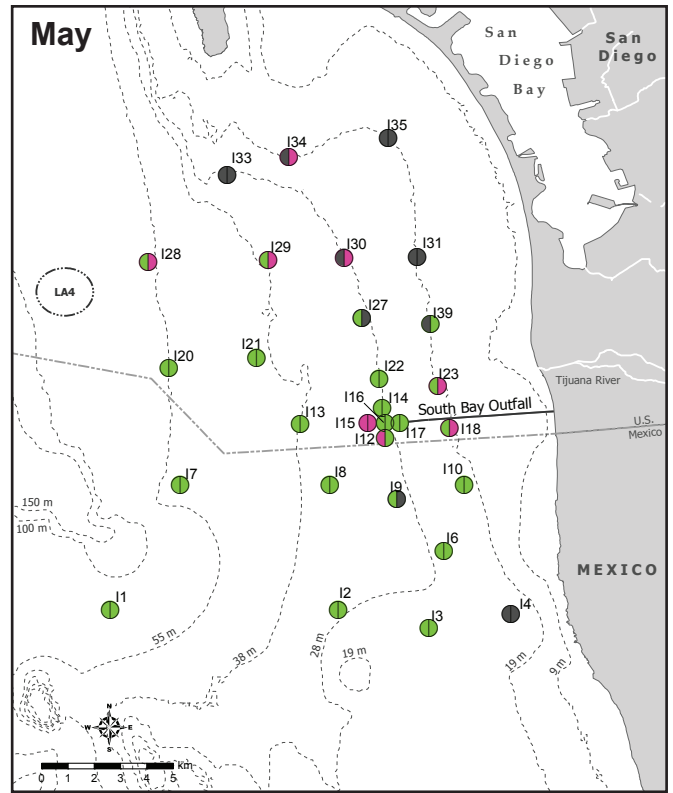 May
San
Diego
Bay
San
Diego
I35
I34
I33
I31
I30
I29
I28
LA4
I27
I39
I22
I21
I20
I23
Tijuana River
I16
I14
South Bay Outfall
I13
I15
I17
I18
U.S.
Mexico
I12
I7
I8
I10
I9
150 m
100 m
I6
MEXICO
I1
I2
I4
I3
55 m
38 m
28 m
19 m
19 m
9 m
N
W
E
S
km
0 1 2 3 4 5